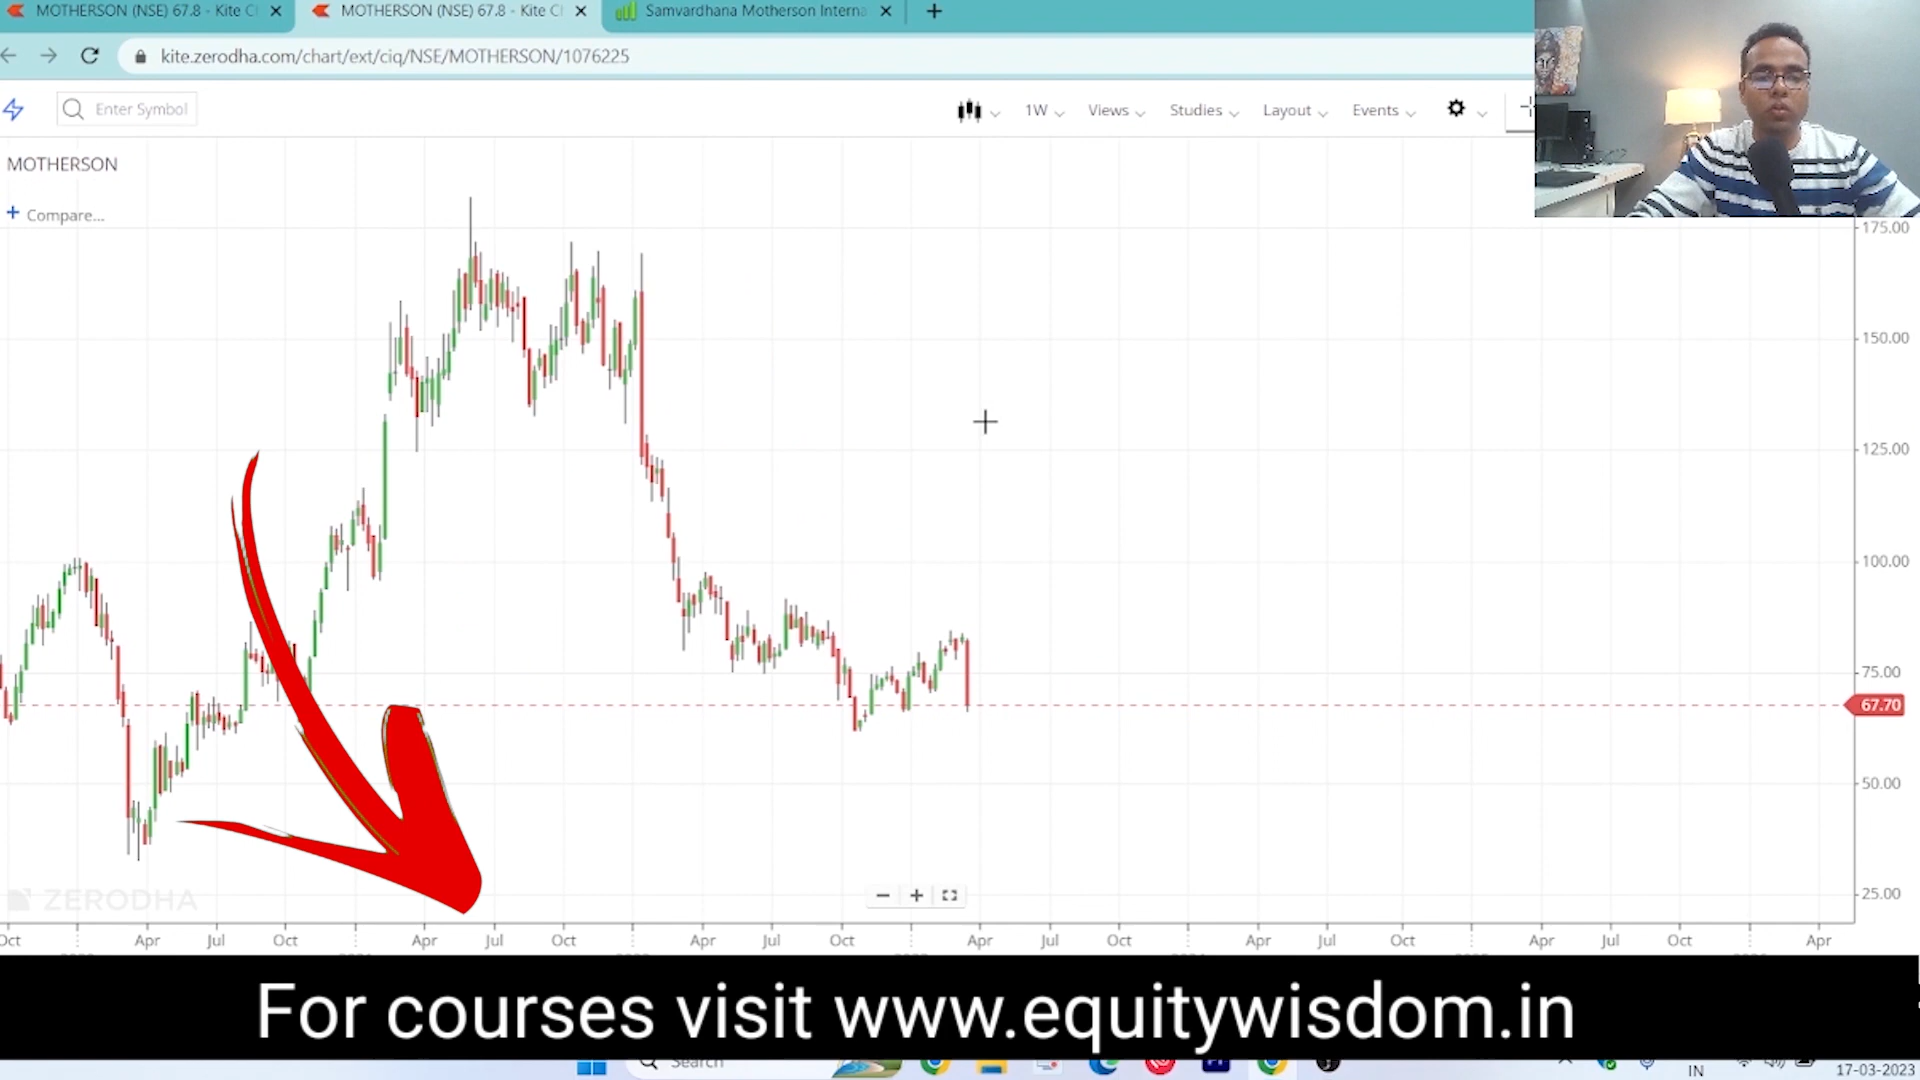 MOTHERSON (NSE) 67.8 - Kite Cl
MOTHERSON (NSE) 67.8 - Kite Cl
Samvardhana Motherson Interna
kite.zerodha.com/chart/ext/ciq/NSE/MOTHERSON/1076225
Enter Symbol
1W
Views
Studies
Layout
Events
MOTHERSON
+ Compare...
175.00
150.00
125.00
100.00
75.00
67.70
50.00
25.00
ZERODHA
Oct Apr Jul Oct Apr Jul Oct Apr Jul Oct Apr Jul Oct Apr Jul Oct Apr Jul Oct Apr
For courses visit www.equitywisdom.in
Search
IN
17-03-2023